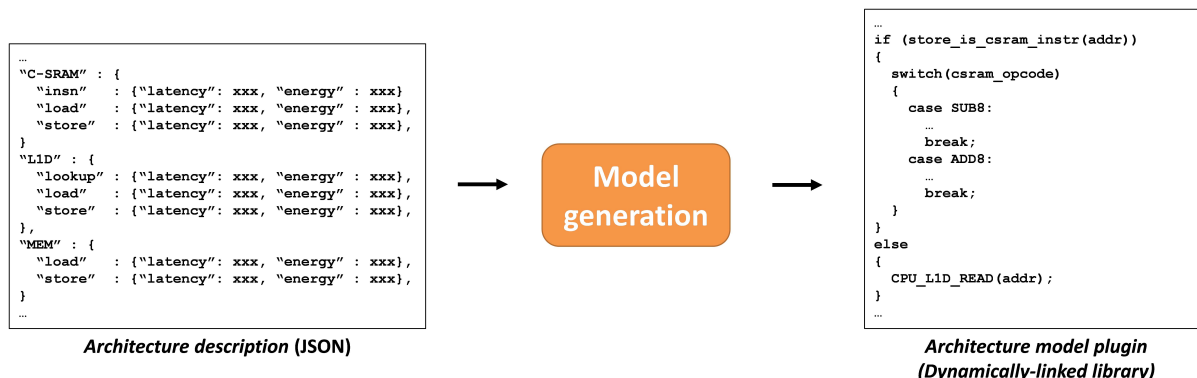 …
“C-SRAM” : {
“insn” : {“latency”: xxx, “energy” : xxx}
“load” : {“latency”: xxx, “energy” : xxx},
“store” : {“latency”: xxx, “energy” : xxx},
}
“L1D” : {
“lookup” : {“latency”: xxx, “energy” : xxx},
“load” : {“latency”: xxx, “energy” : xxx},
“store” : {“latency”: xxx, “energy” : xxx},
},
“MEM” : {
“load” : {“latency”: xxx, “energy” : xxx},
“store” : {“latency”: xxx, “energy” : xxx},
}
…
Architecture description (JSON)
Model
generation
…
if (store_is_csram_instr(addr))
{
switch(csram_opcode)
{
case SUB8:
…
break;
case ADD8:
…
break;
}
}
else
{
CPU_L1D_READ(addr);
}
…
Architecture model plugin
(Dynamically-linked library)